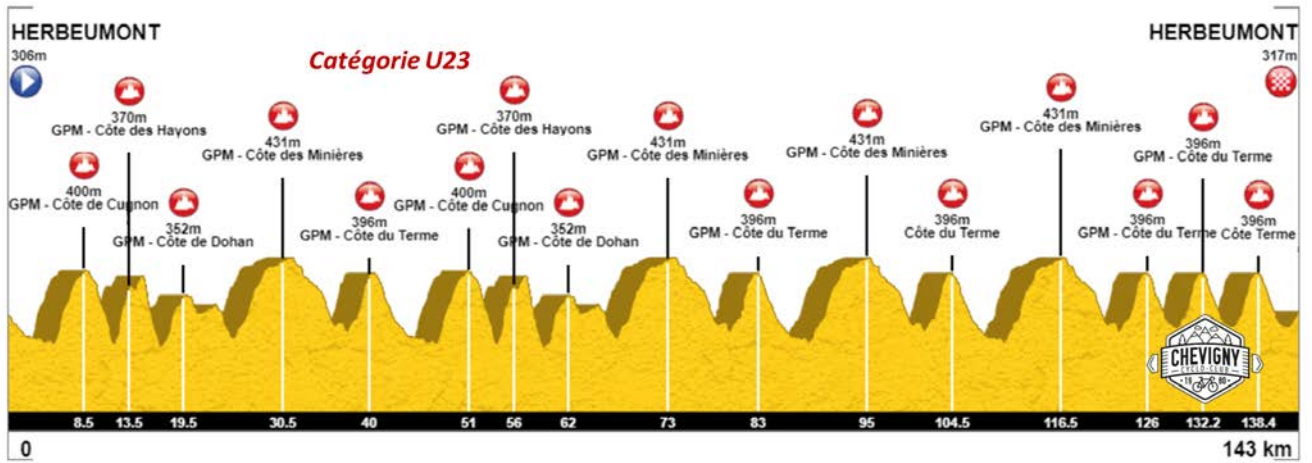 HERBEUMONT
306m
Catégorie U23
HERBEUMONT
317m
370m
GPM - Côte des Hayons
431m
GPM - Côte des Minières
370m
GPM - Côte des Hayons
431m
GPM - Côte des Minières
431m
GPM - Côte des Minières
431m
GPM - Côte des Minières
396m
GPM - Côte du Terme
400m
GPM - Côte de Cugnon
352m
GPM - Côte de Dohan
396m
GPM - Côte du Terme
400m
GPM - Côte de Cugnon
352m
GPM - Côte de Dohan
396m
GPM - Côte du Terme
396m
Côte du Terme
396m
GPM - Côte du Terme
396m
Côte Terme
CHEVIGNY
CYCLO-CLUB
19 80
8.5 13.5 19.5 30.5 40 51 56 62 73 83 95 104.5 116.5 126 132.2 138.4
0 143 km